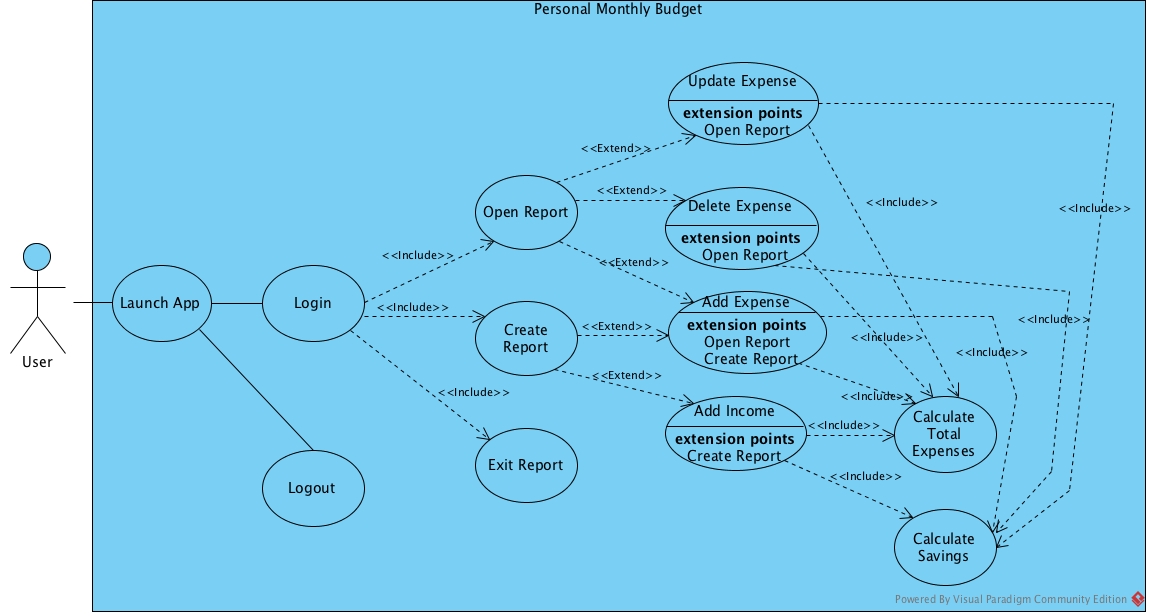 Personal Monthly Budget
Update Expense
extension points
Open Report
<<Extend>>
<<Extend>>
Delete Expense
extension points
Open Report
<<Include>>
<<Include>>
Open Report
<<Include>>
<<Extend>>
Launch App
Login
<<Include>>
Add Expense
extension points
Open Report
Create Report
<<Include>>
<<Include>>
<<Include>>
Create
Report
<<Extend>>
User
<<Extend>>
<<Include>>
<<Include>>
Add Income
extension points
Create Report
<<Include>>
Calculate
Total
Expenses
Exit Report
<<Include>>
Logout
Calculate
Savings
Powered By Visual Paradigm Community Edition